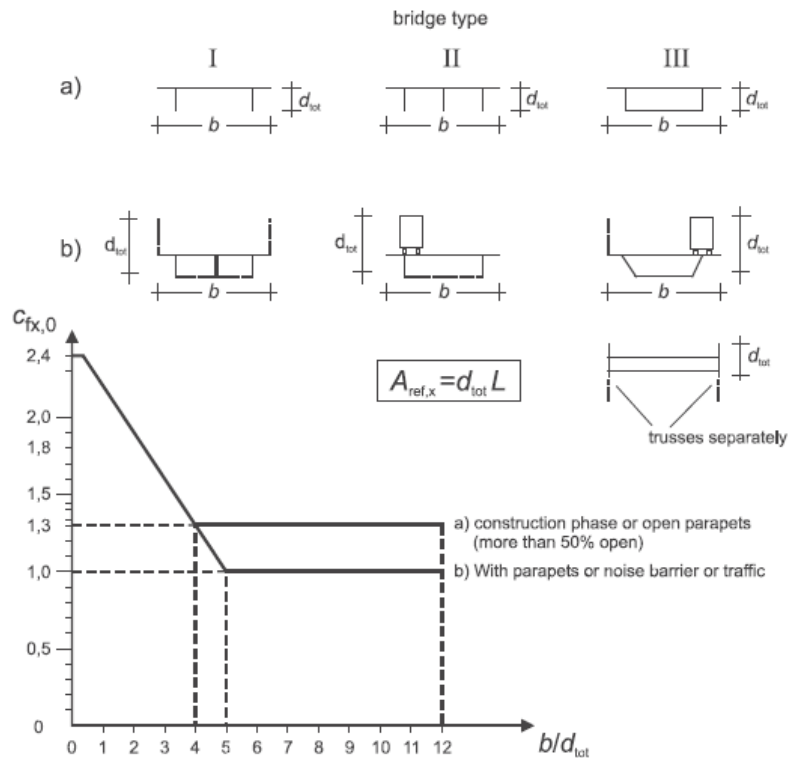 bridge type
I II III
a) d_tot d_tot d_tot
b b b
b) d_tot d_tot d_tot
b b b
c_fx,0
2,4
A_ref,x = d_tot L
d_tot
2,0
trusses separately
1,8
1,5
1,3
a) construction phase or open parapets
(more than 50% open)
1,0
b) With parapets or noise barrier or traffic
0,5
0
0 1 2 3 4 5 6 7 8 9 10 11 12
b/d_tot